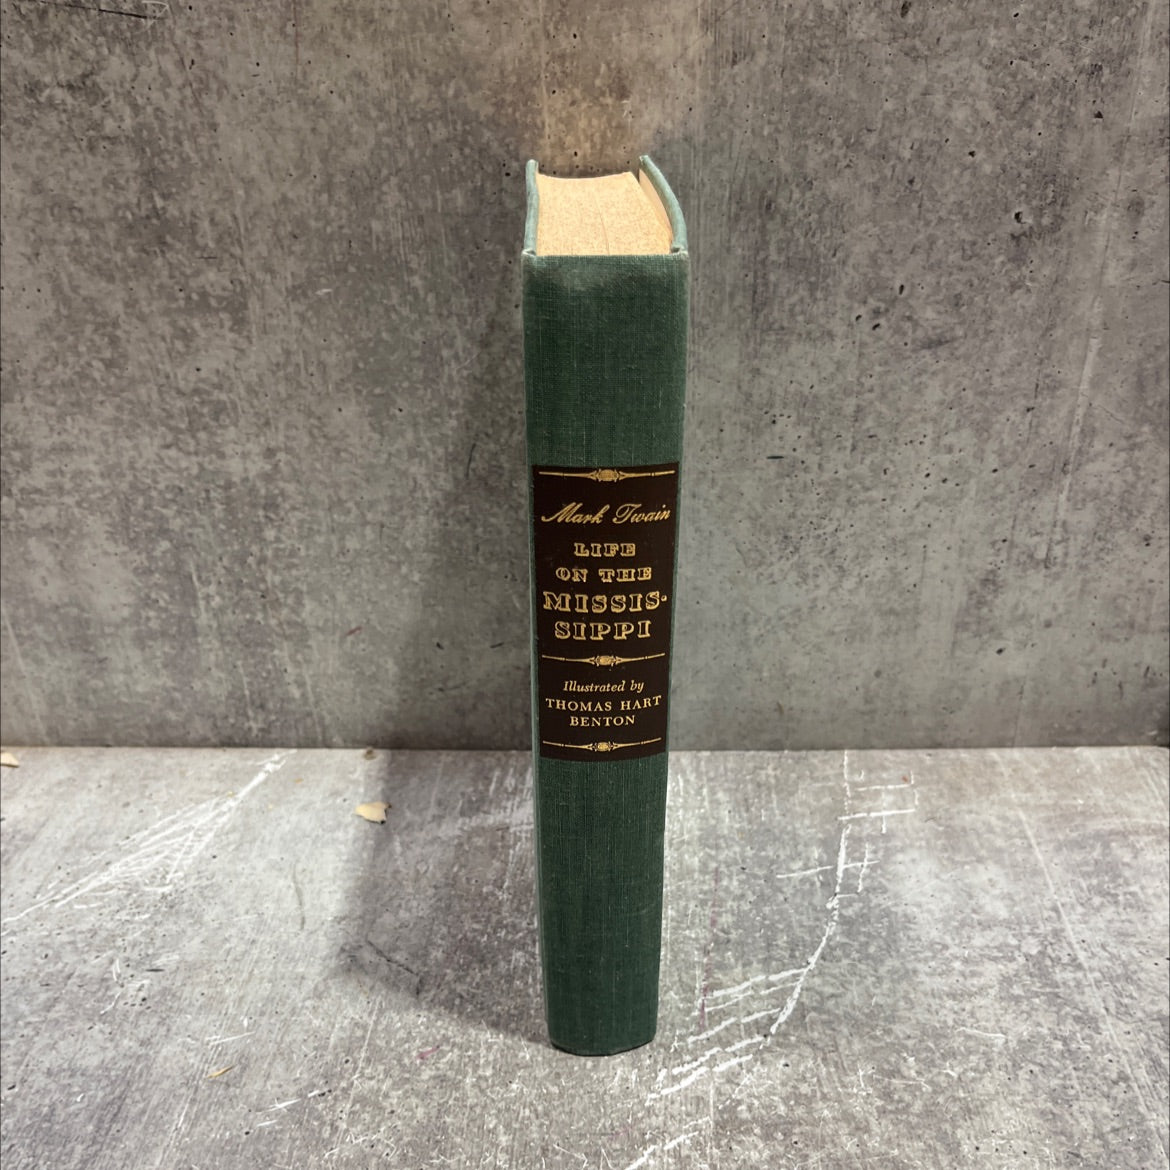 Mark Twain
LIFE
ON THE
MISSIS-
SIPPI
Illustrated by
THOMAS HART
BENTON